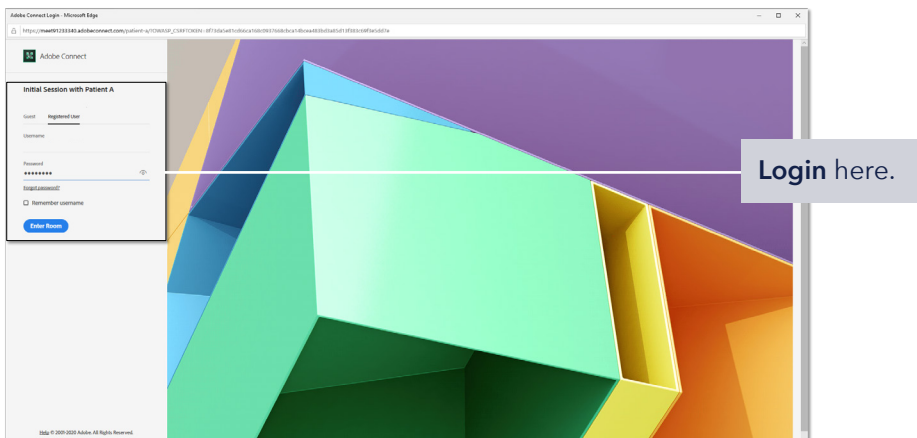 Adobe Connect Login - Microsoft Edge
Adobe Connect
Initial Session with Patient A
Guest Registered User
Username
Password
••••••••
Forgot password?
Remember username
Enter Room
Login here.
Help © 2001-2020 Adobe. All Rights Reserved.